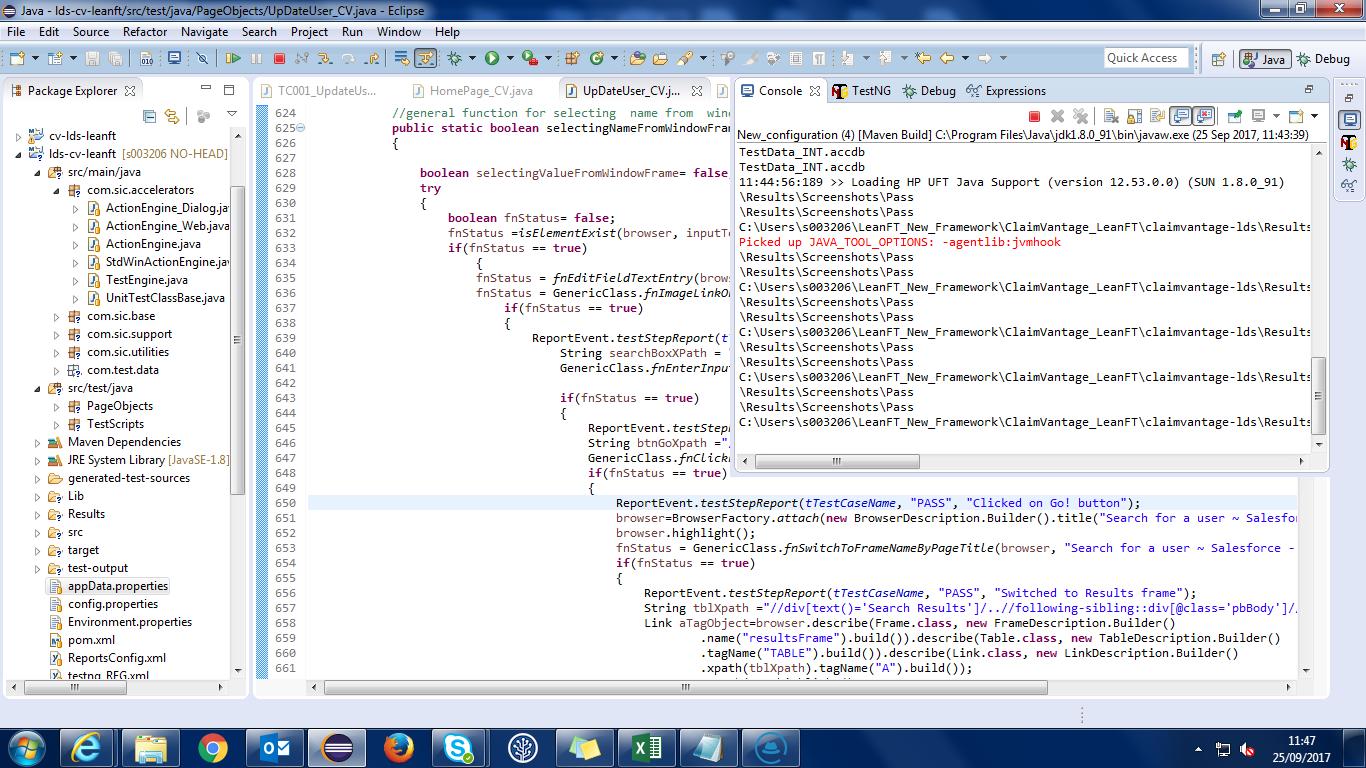 Java - lds-cv-leanft/src/test/java/PageObjects/UpDateUser_CV.java - Eclipse
File Edit Source Refactor Navigate Search Project Run Window Help
Quick Access
Java
Debug
Package Explorer
cv-lds-leanft
lds-cv-leanft [s003206 NO-HEAD]
src/main/java
com.sic.accelerators
ActionEngine_Dialog.ja
ActionEngine_Web.java
ActionEngine.java
StdWinActionEngine.ja
TestEngine.java
UnitTestClassBase.java
com.sic.base
com.sic.support
com.sic.utilities
com.test.data
src/test/java
PageObjects
TestScripts
Maven Dependencies
JRE System Library [JavaSE-1.8]
generated-test-sources
Lib
Results
src
target
test-output
appData.properties
config.properties
Environment.properties
pom.xml
ReportsConfig.xml
testng_REG.xml
TC001_UpdateUs...
HomePage_CV.java
UpDateUser_CV.j...
624 //general function for selecting name from wind
625 public static boolean selectingNameFromWindowFram
626 {
627
628 boolean selectingValueFromWindowFrame= false;
629 try
630 {
631 boolean fnStatus= false;
632 fnStatus =isElementExist(browser, inputTe
633 if(fnStatus == true)
634 {
635 fnStatus = fnEditFieldTextEntry(brows
636 fnStatus = GenericClass.fnImageLinkOn
637 if(fnStatus == true)
638 {
639 ReportEvent.testStepReport(tT
640 String searchBoxXPath = "
641 GenericClass.fnEnterInput
642
643 if(fnStatus == true)
644 {
645 ReportEvent.testStepR
646 String btnGoXpath ="/
647 GenericClass.fnClickB
648 if(fnStatus == true)
649 {
650 ReportEvent.testStepReport(tTestCaseName, "PASS", "Clicked on Go! button");
651 browser=BrowserFactory.attach(new BrowserDescription.Builder().title("Search for a user ~ Salesfor
652 browser.highlight();
653 fnStatus = GenericClass.fnSwitchToFrameNameByPageTitle(browser, "Search for a user ~ Salesforce -
654 if(fnStatus == true)
655 {
656 ReportEvent.testStepReport(tTestCaseName, "PASS", "Switched to Results frame");
657 String tblXpath ="//div[text()='Search Results']/..//following-sibling::div[@class='pbBody']/
658 Link aTagObject=browser.describe(Frame.class, new FrameDescription.Builder()
659 .name("resultsFrame").build()).describe(Table.class, new TableDescription.Builder()
660 .tagName("TABLE").build()).describe(Link.class, new LinkDescription.Builder()
661 .xpath(tblXpath).tagName("A").build());
Console
TestNG
Debug
Expressions
New_configuration (4) [Maven Build] C:\Program Files\Java\jdk1.8.0_91\bin\javaw.exe (25 Sep 2017, 11:43:39)
TestData_INT.accdb
TestData_INT.accdb
11:44:56:189 >> Loading HP UFT Java Support (version 12.53.0.0) (SUN 1.8.0_91)
\Results\Screenshots\Pass
\Results\Screenshots\Pass
C:\Users\s003206\LeanFT_New_Framework\ClaimVantage_LeanFT\claimvantage-lds\Results
Picked up JAVA_TOOL_OPTIONS: -agentlib:jvmhook
\Results\Screenshots\Pass
\Results\Screenshots\Pass
C:\Users\s003206\LeanFT_New_Framework\ClaimVantage_LeanFT\claimvantage-lds\Results
\Results\Screenshots\Pass
\Results\Screenshots\Pass
C:\Users\s003206\LeanFT_New_Framework\ClaimVantage_LeanFT\claimvantage-lds\Results
\Results\Screenshots\Pass
\Results\Screenshots\Pass
C:\Users\s003206\LeanFT_New_Framework\ClaimVantage_LeanFT\claimvantage-lds\Results
\Results\Screenshots\Pass
\Results\Screenshots\Pass
C:\Users\s003206\LeanFT_New_Framework\ClaimVantage_LeanFT\claimvantage-lds\Results
11:47
25/09/2017